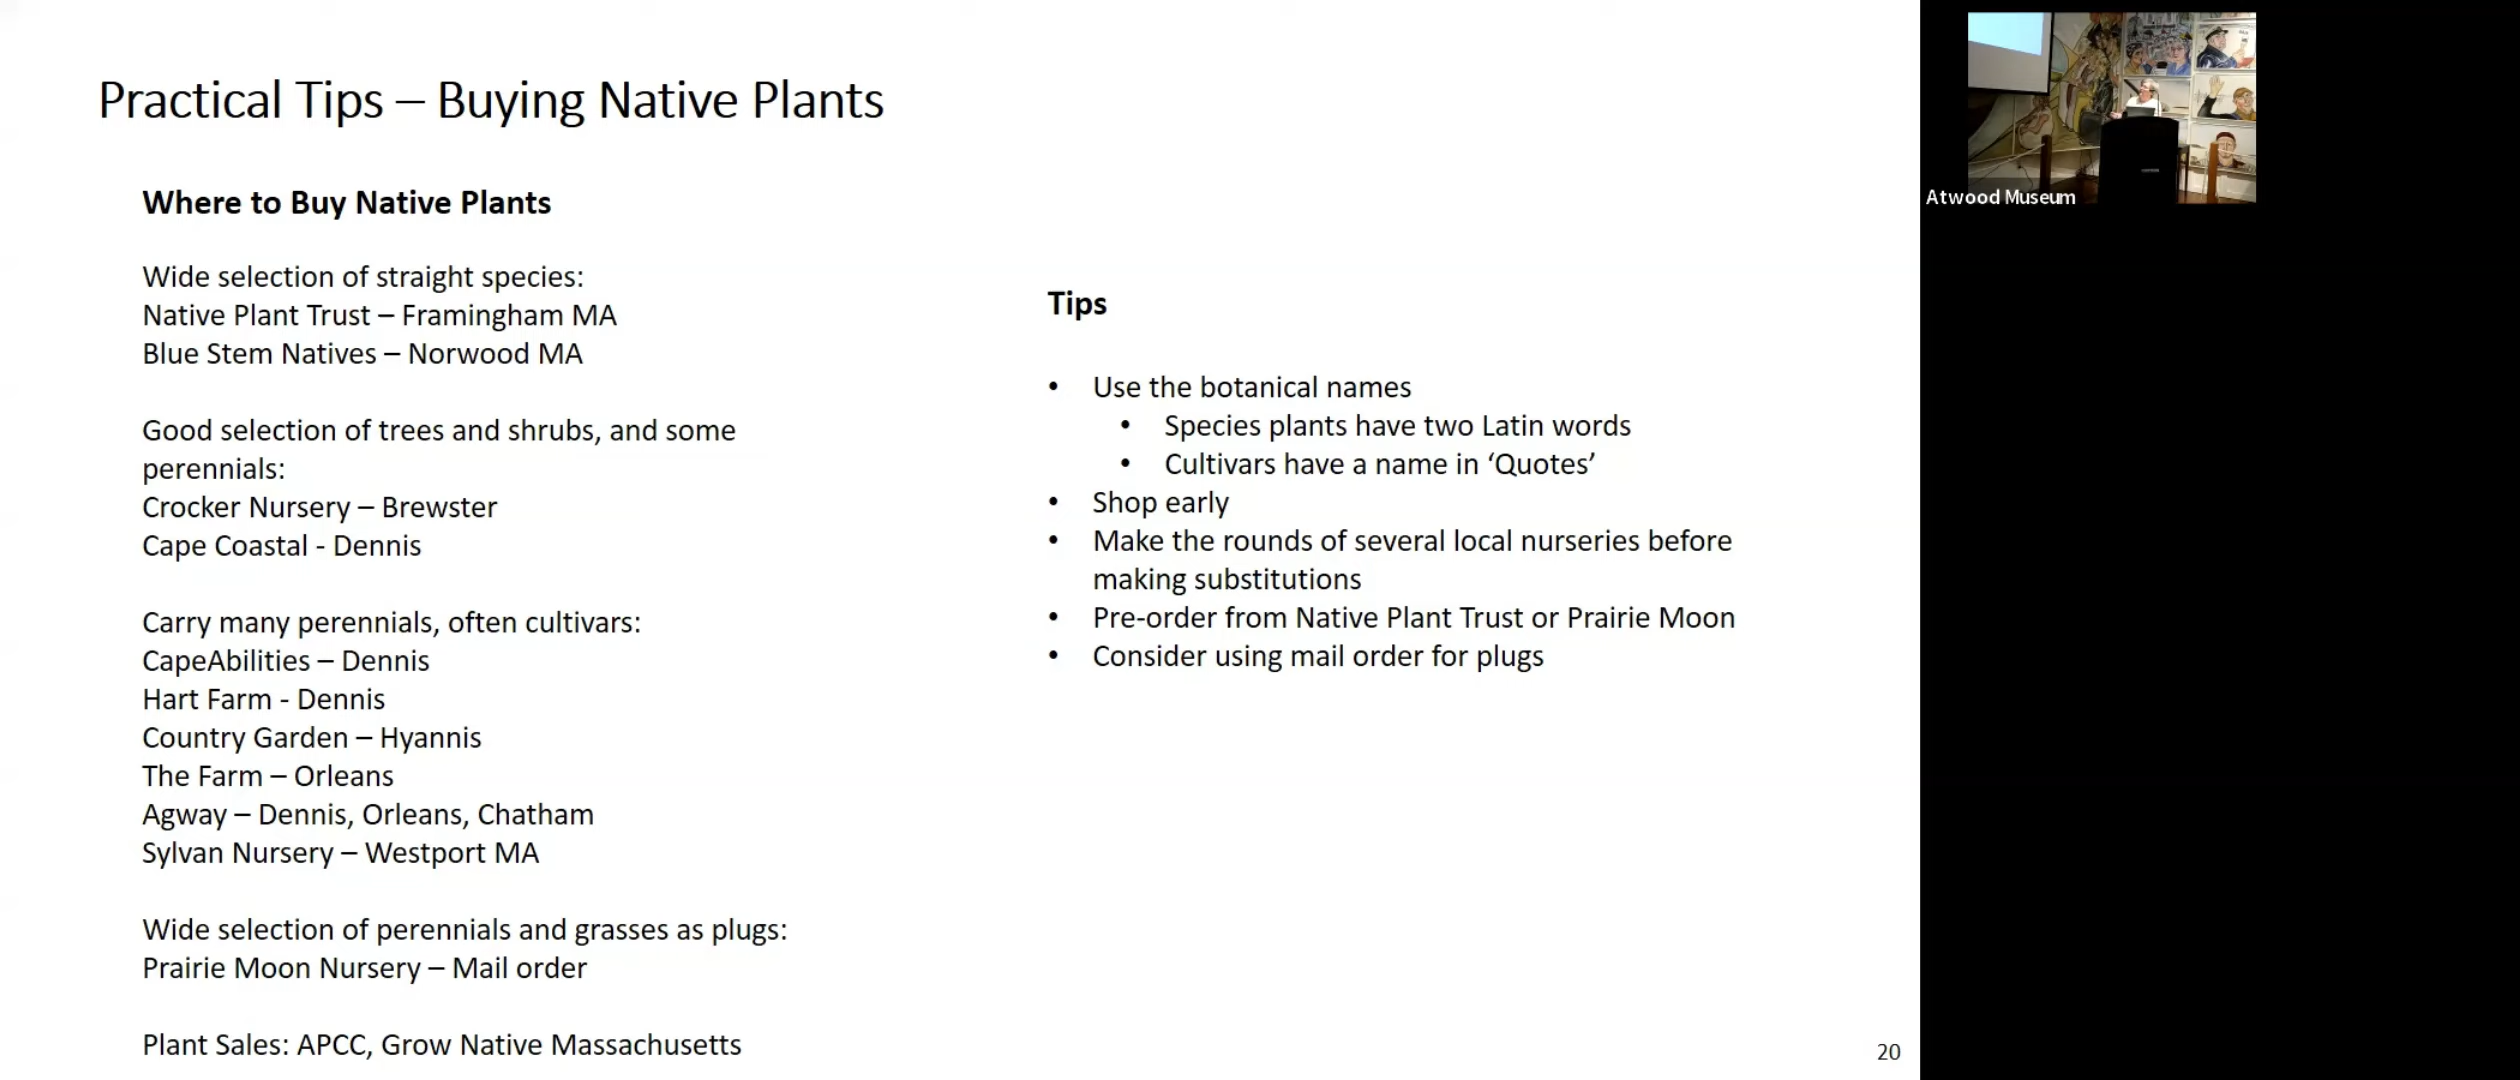 Practical Tips – Buying Native Plants
Where to Buy Native Plants
Wide selection of straight species:
Native Plant Trust – Framingham MA
Blue Stem Natives – Norwood MA
Good selection of trees and shrubs, and some
perennials:
Crocker Nursery – Brewster
Cape Coastal - Dennis
Carry many perennials, often cultivars:
CapeAbilities – Dennis
Hart Farm - Dennis
Country Garden – Hyannis
The Farm – Orleans
Agway – Dennis, Orleans, Chatham
Sylvan Nursery – Westport MA
Wide selection of perennials and grasses as plugs:
Prairie Moon Nursery – Mail order
Plant Sales: APCC, Grow Native Massachusetts
Tips
• Use the botanical names
• Species plants have two Latin words
• Cultivars have a name in ‘Quotes’
• Shop early
• Make the rounds of several local nurseries before
making substitutions
• Pre-order from Native Plant Trust or Prairie Moon
• Consider using mail order for plugs
20
Atwood Museum